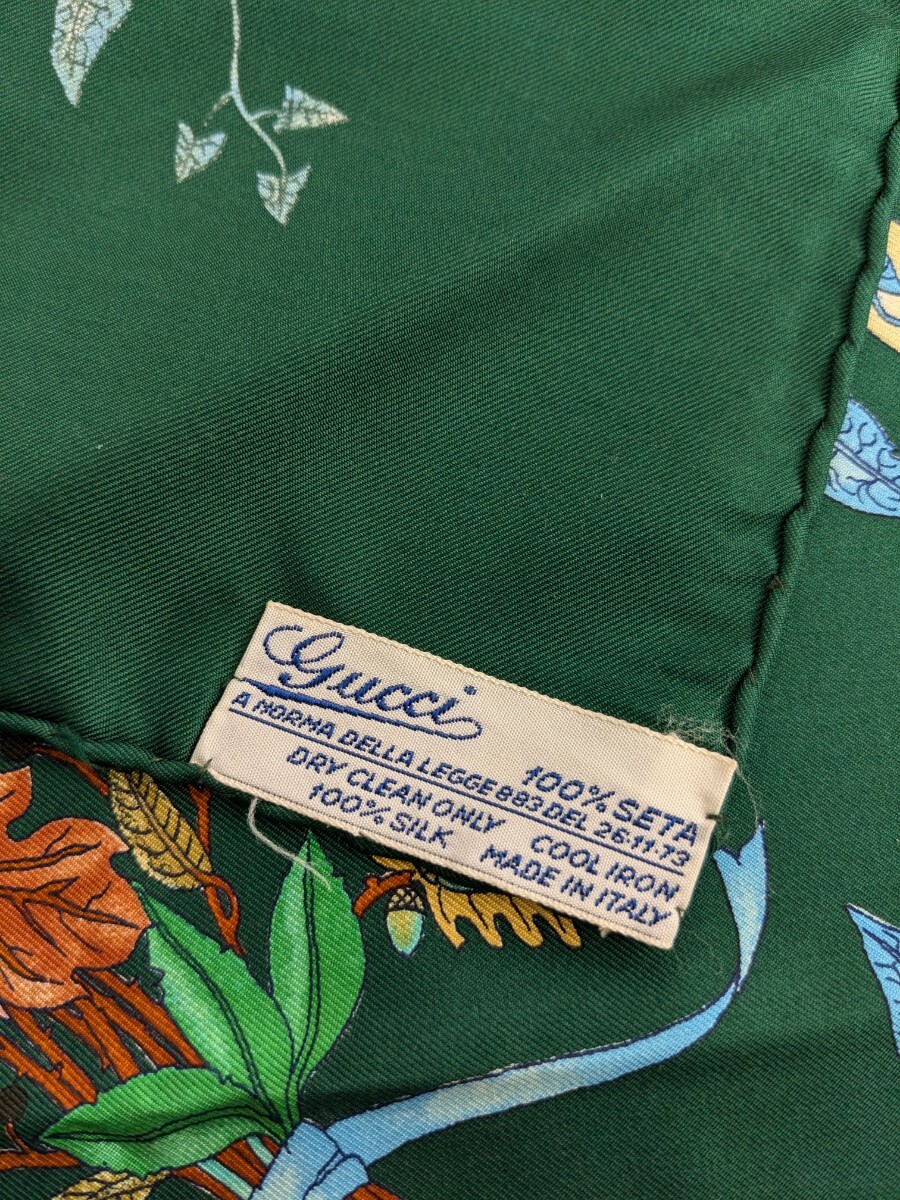 Gucci
100% SETA
A NORMA DELLA LEGGE 883 DEL 26·11·73
DRY CLEAN ONLY COOL IRON
100% SILK MADE IN ITALY